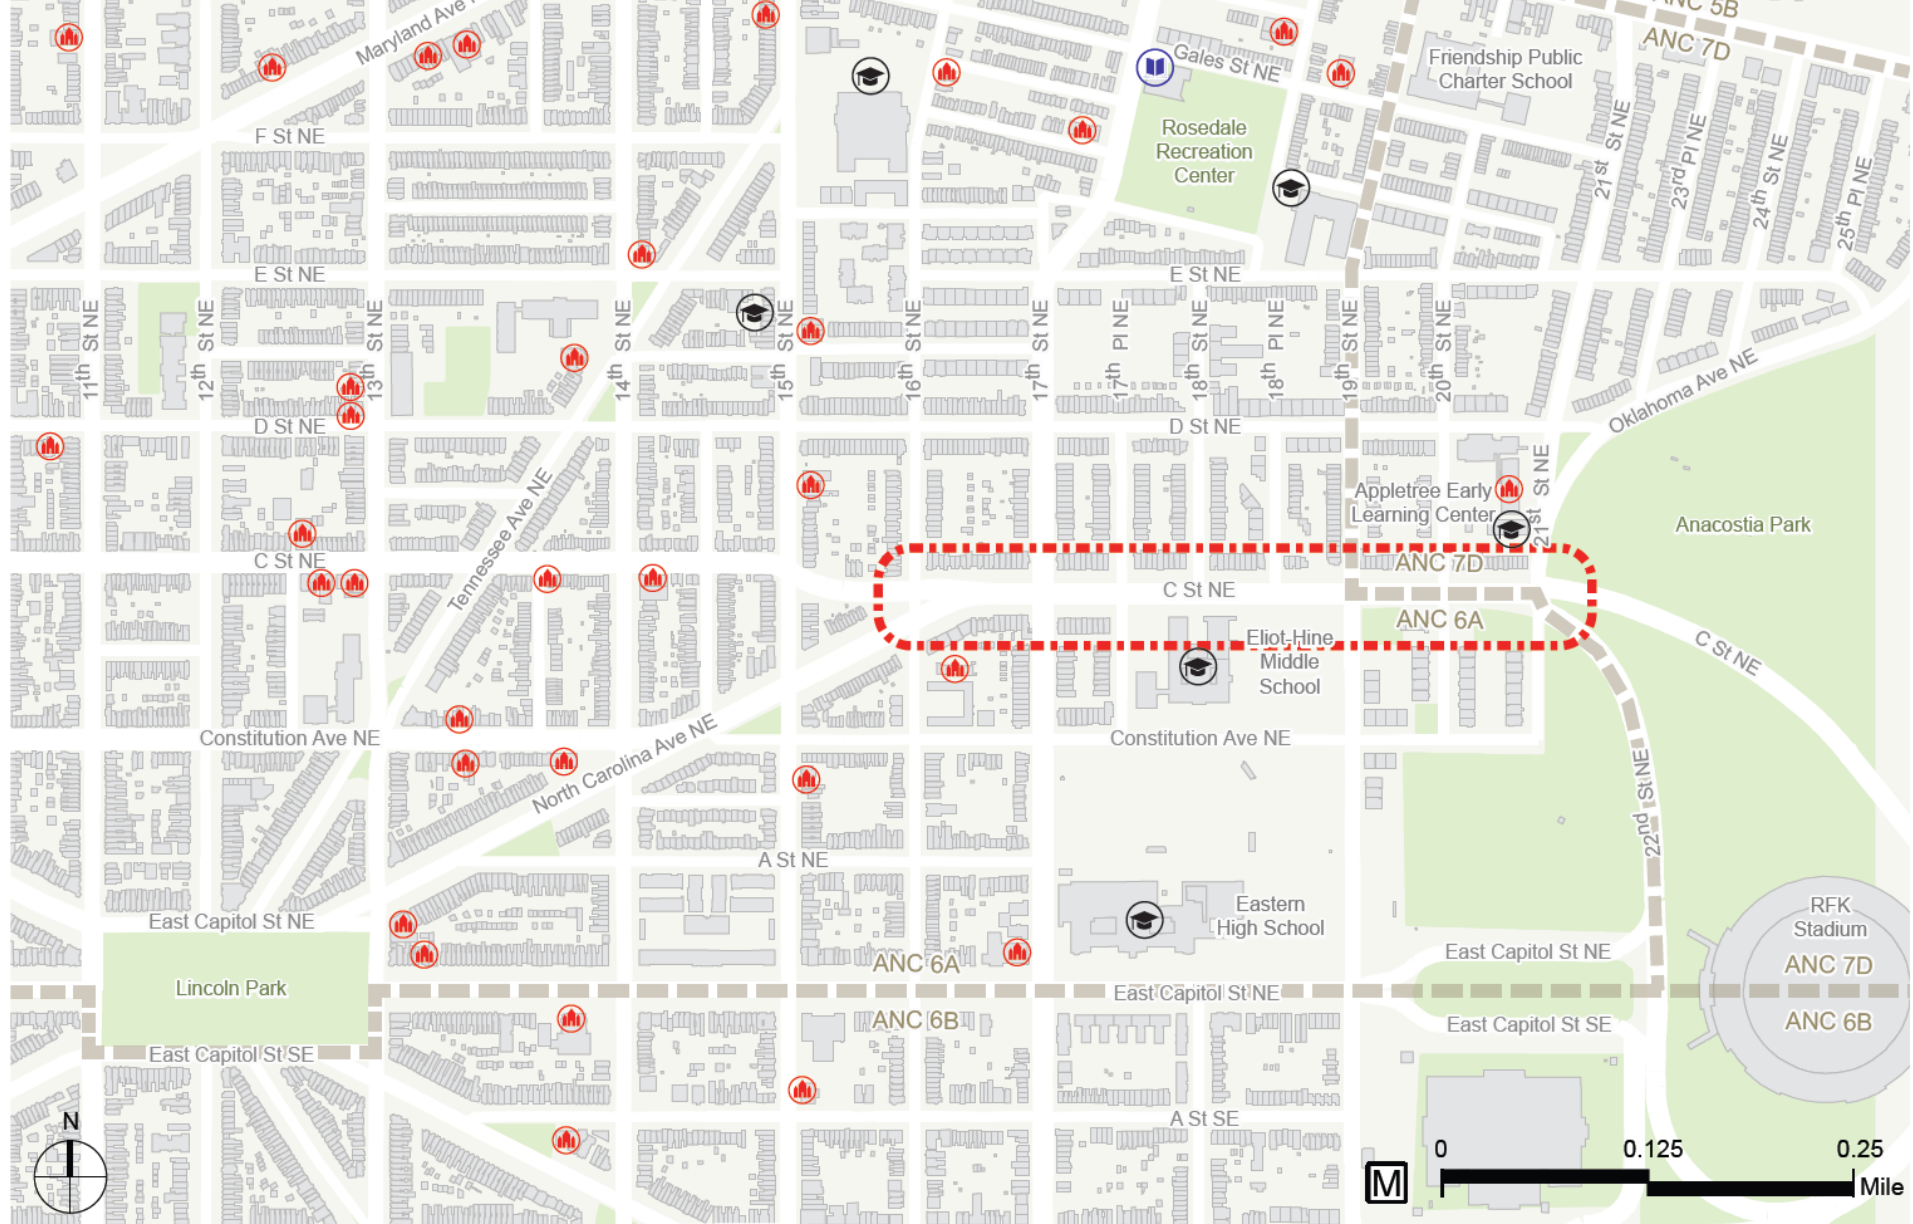 Maryland Ave
Gales St NE
Friendship Public
Charter School
ANC 5B
ANC 7D
Rosedale
Recreation
Center
F St NE
21st St NE
23rd Pl NE
24th St NE
25th Pl NE
E St NE
E St NE
11th St NE
12th St NE
13th St NE
14th St NE
15th St NE
16th St NE
17th St NE
17th Pl NE
18th St NE
18th Pl NE
19th St NE
20th St NE
Oklahoma Ave NE
D St NE
D St NE
Tennessee Ave NE
Appletree Early
Learning Center
21st St NE
Anacostia Park
C St NE
ANC 7D
C St NE
ANC 6A
Eliot-Hine
Middle
School
C St NE
Constitution Ave NE
North Carolina Ave NE
Constitution Ave NE
22nd St NE
A St NE
East Capitol St NE
Eastern
High School
RFK
Stadium
ANC 6A
East Capitol St NE
ANC 7D
Lincoln Park
East Capitol St NE
ANC 6B
East Capitol St SE
ANC 6B
East Capitol St SE
A St SE
N
M
0 0.125 0.25
Mile